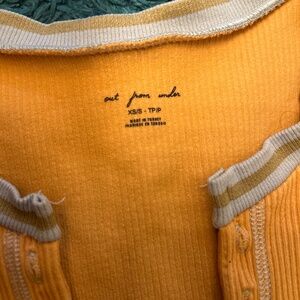 out from under
XS/S - TP/P
MADE IN TURKEY
FABRIQUÉ EN TURQUIE